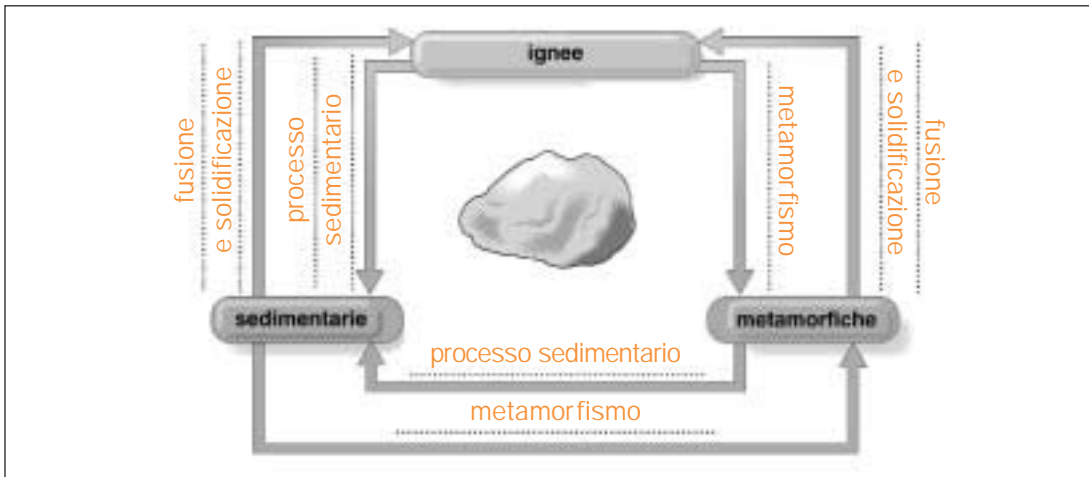 ignee
fusione
e solidificazione
processo
sedimentario
metamorfismo
e solidificazione
fusione
sedimentarie
metamorfiche
processo sedimentario
metamorfismo